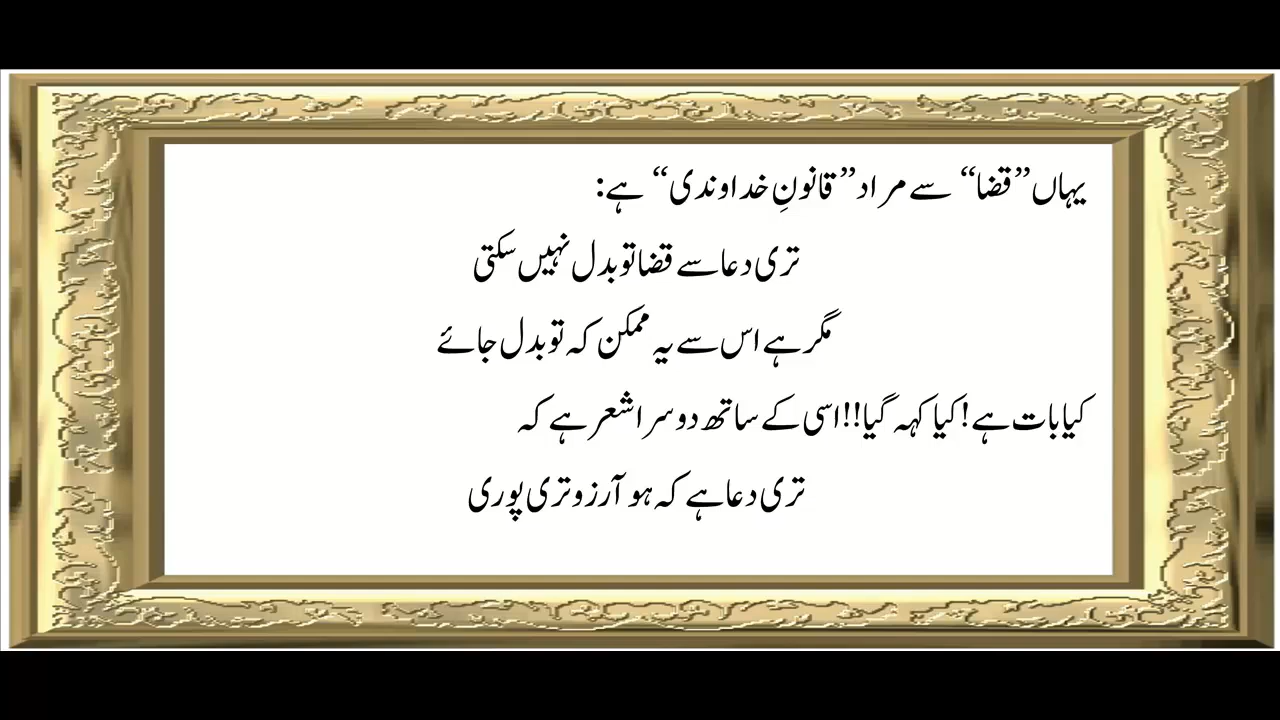 یہاں ”قضا“ سے مراد ”قانونِ خداوندی“ ہے:
تری دعا سے قضا تو بدل نہیں سکتی
مگر ہے اس سے یہ ممکن کہ تو بدل جائے
کیا بات ہے! کیا کہہ گیا!! اسی کے ساتھ دوسرا شعر ہے کہ
تری دعا ہے کہ ہو آرزو تری پوری